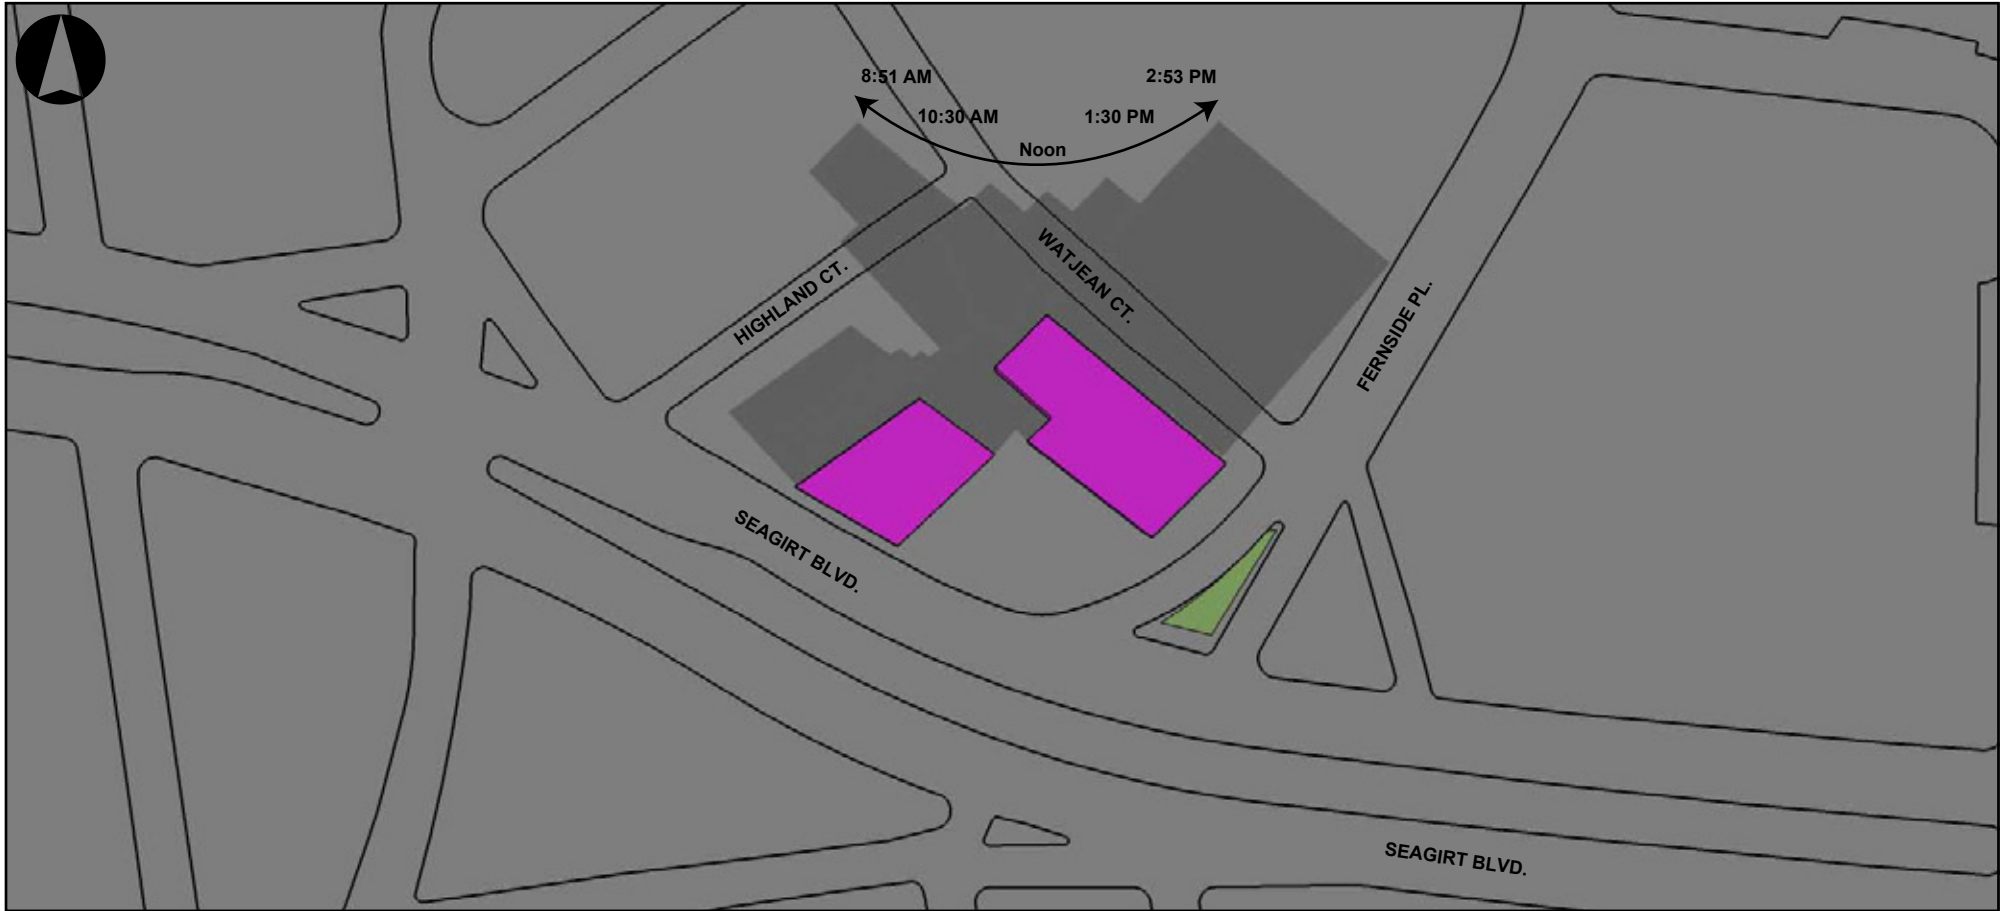 8:51 AM
2:53 PM
10:30 AM
1:30 PM
Noon
WATJEAN CT.
HIGHLAND CT.
FERNSIDE PL.
SEAGIRT BLVD.
SEAGIRT BLVD.